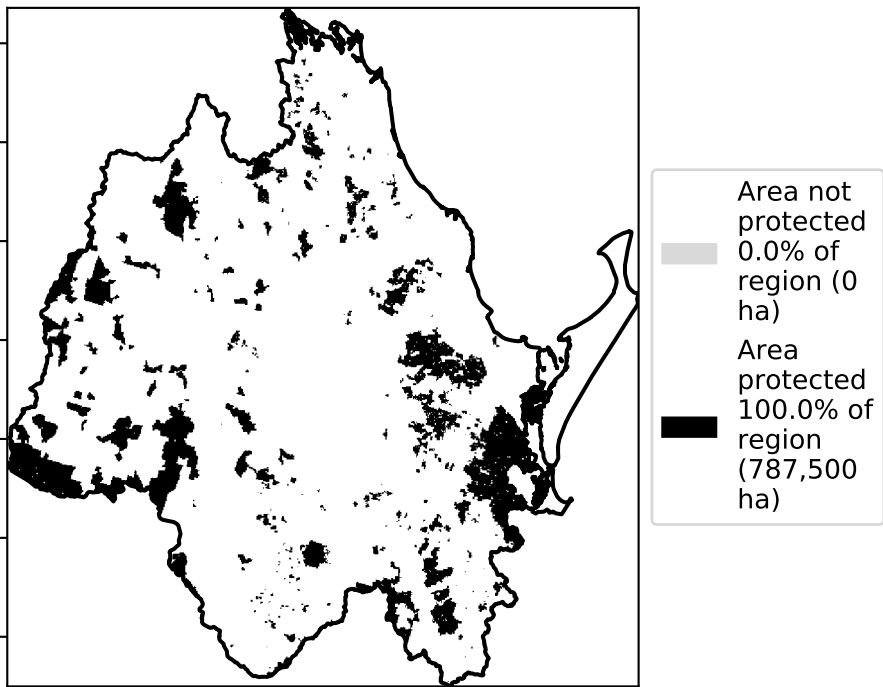 Area not
protected
0.0% of
region (0
ha)
Area
protected
100.0% of
region
(787,500
ha)